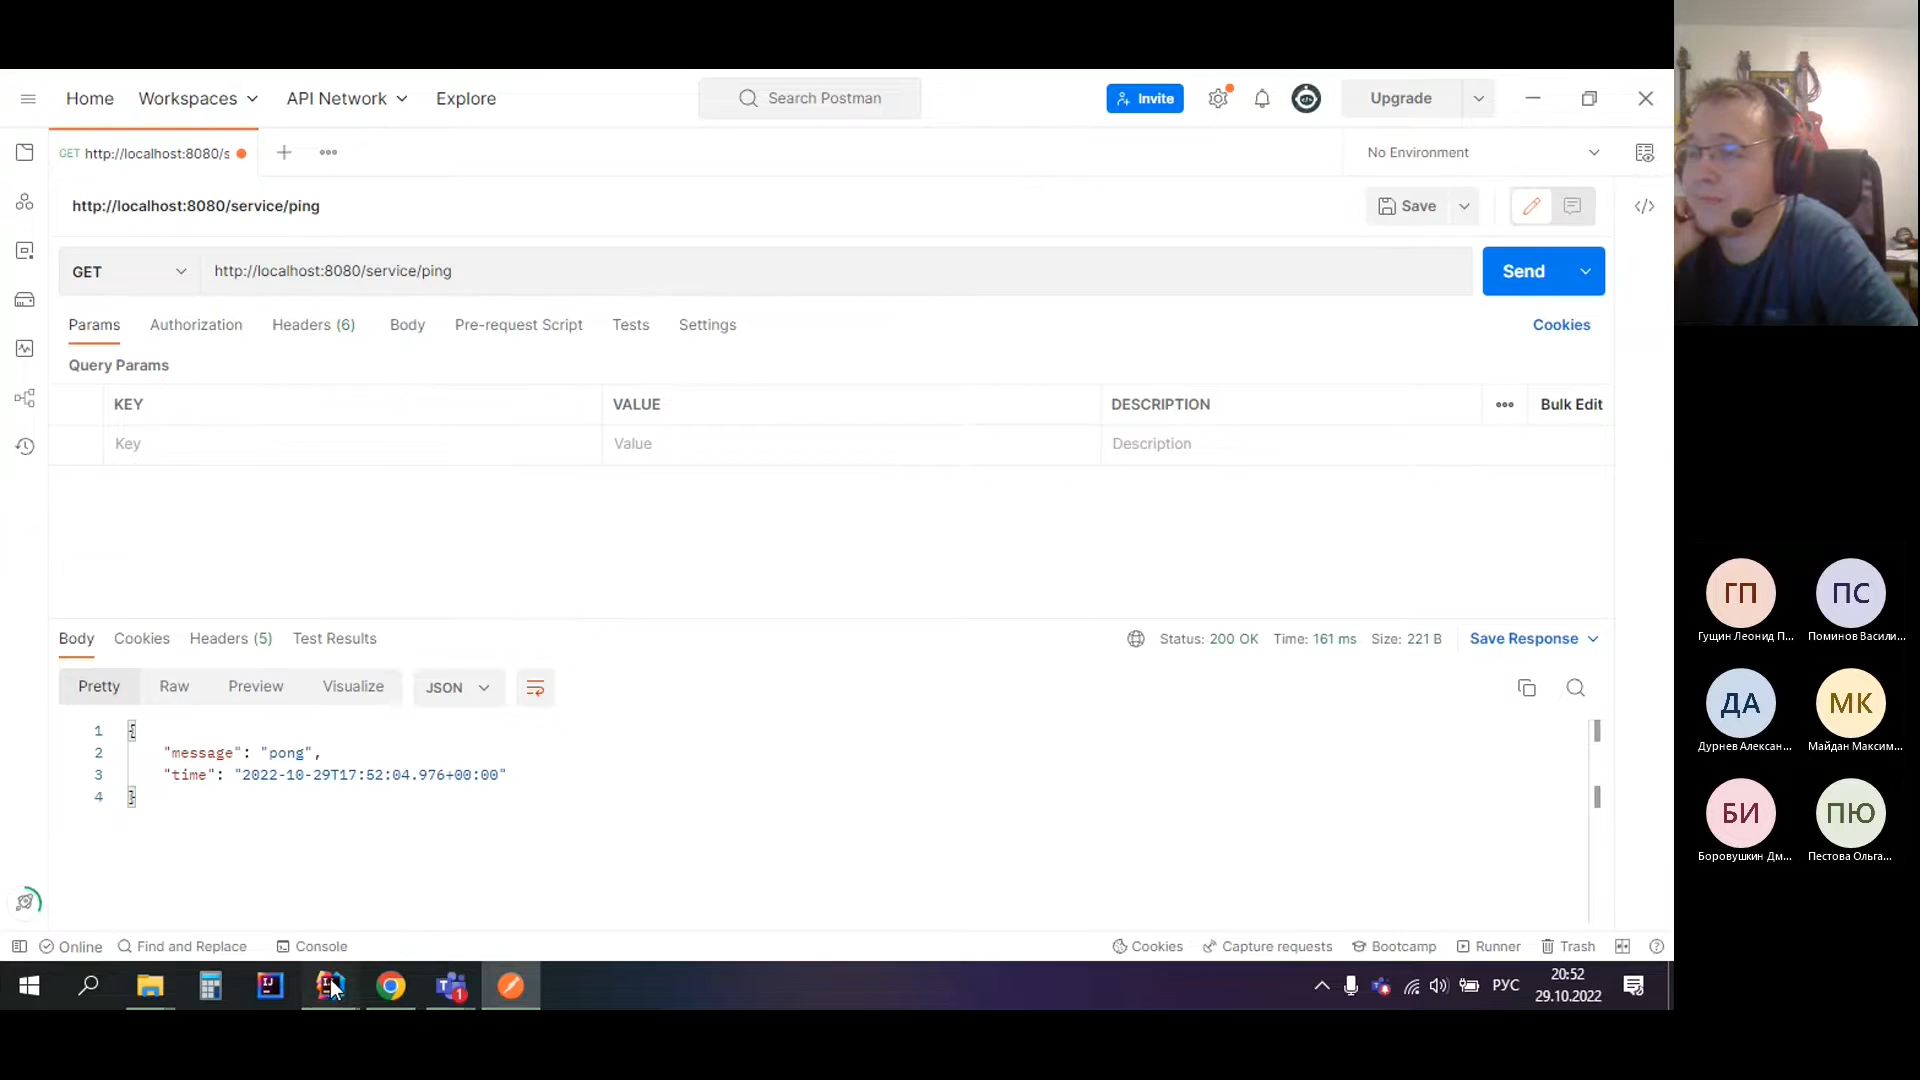 Home Workspaces API Network Explore Search Postman Invite Upgrade
GET http://localhost:8080/s No Environment
http://localhost:8080/service/ping Save
GET http://localhost:8080/service/ping Send
Params Authorization Headers (6) Body Pre-request Script Tests Settings Cookies
Query Params
KEY VALUE DESCRIPTION Bulk Edit
Key Value Description
Body Cookies Headers (5) Test Results Status: 200 OK Time: 161 ms Size: 221 B Save Response
Pretty Raw Preview Visualize JSON
1 {
2 "message": "pong",
3 "time": "2022-10-29T17:52:04.976+00:00"
4 }
Online Find and Replace Console Cookies Capture requests Bootcamp Runner Trash
РУС 20:52
29.10.2022
ГП ПС
Гущин Леонид П... Поминов Васили...
ДА МК
Дурнев Алексан... Майдан Максим...
БИ ПЮ
Боровушкин Дм... Пестова Ольга...